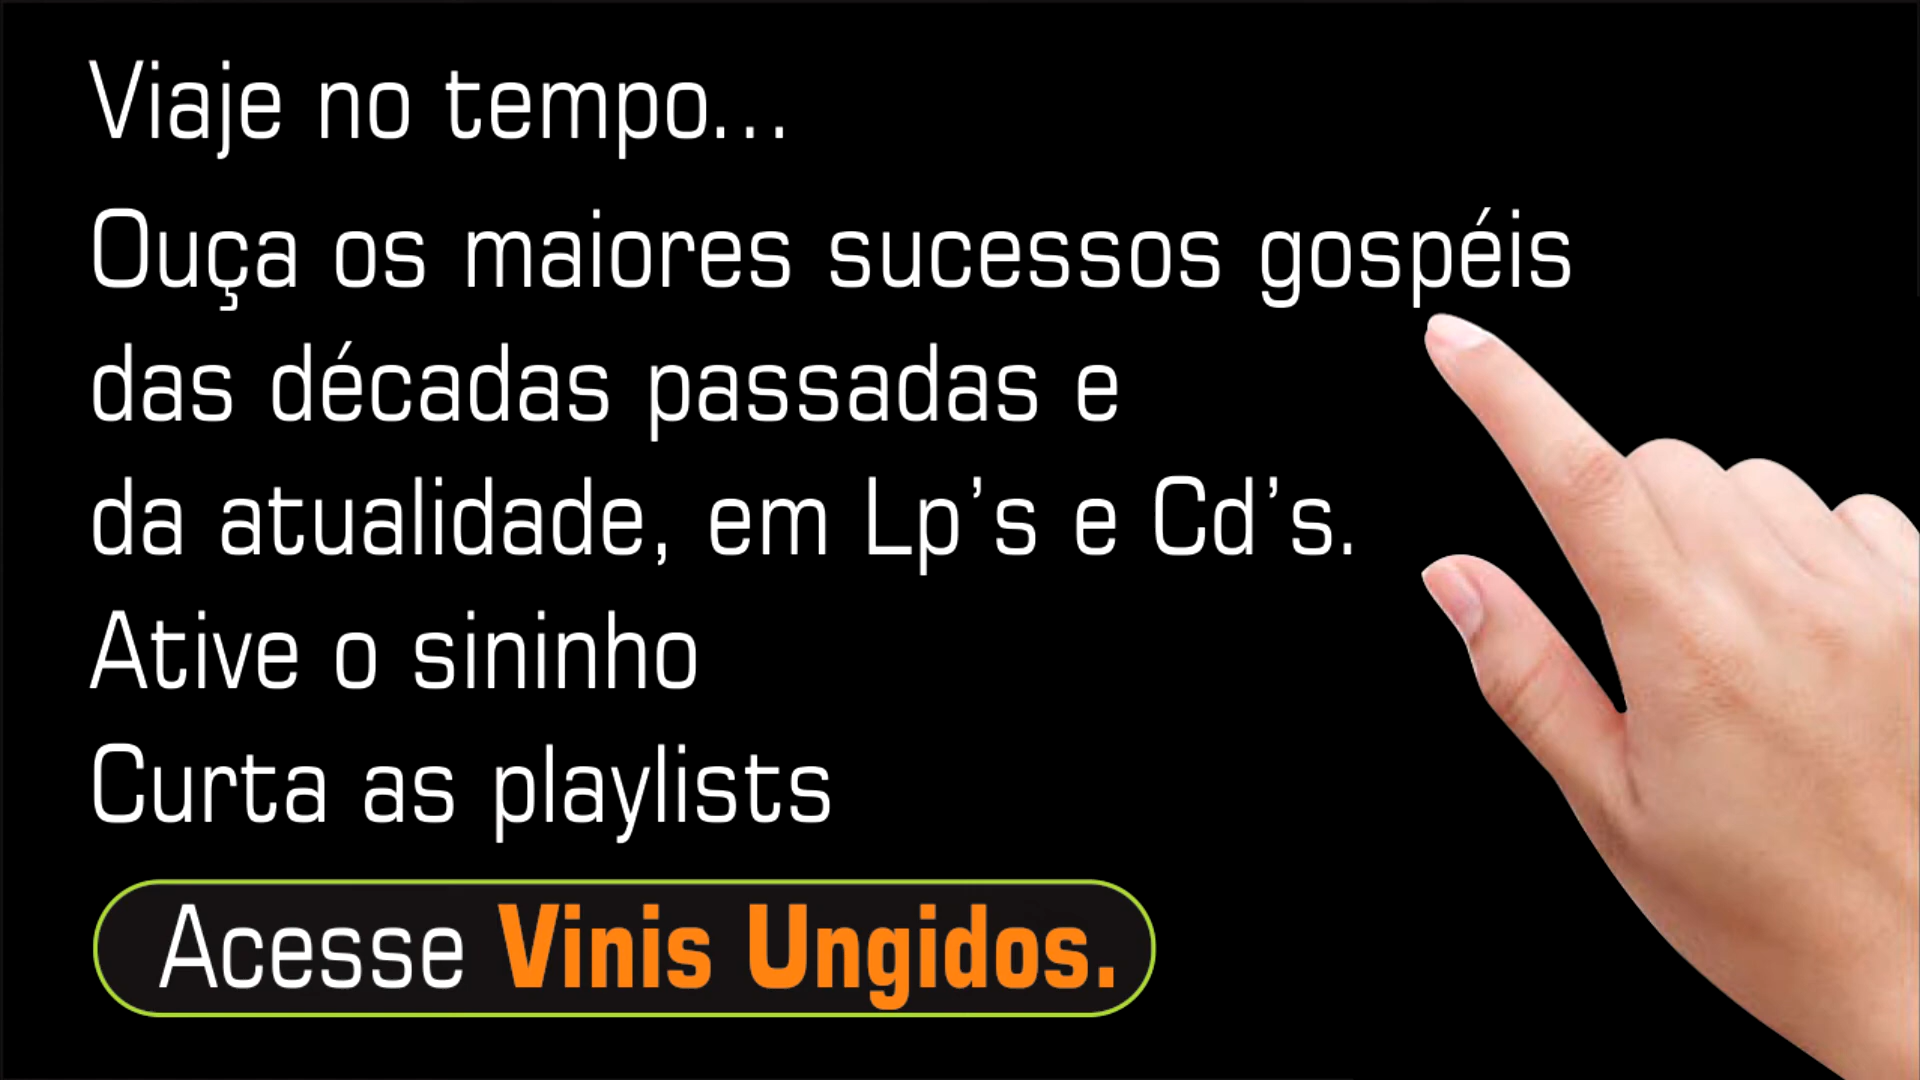 Viaje no tempo...
Ouça os maiores sucessos gospéis
das décadas passadas e
da atualidade, em Lp’s e Cd’s.
Ative o sininho
Curta as playlists
Acesse Vinis Ungidos.